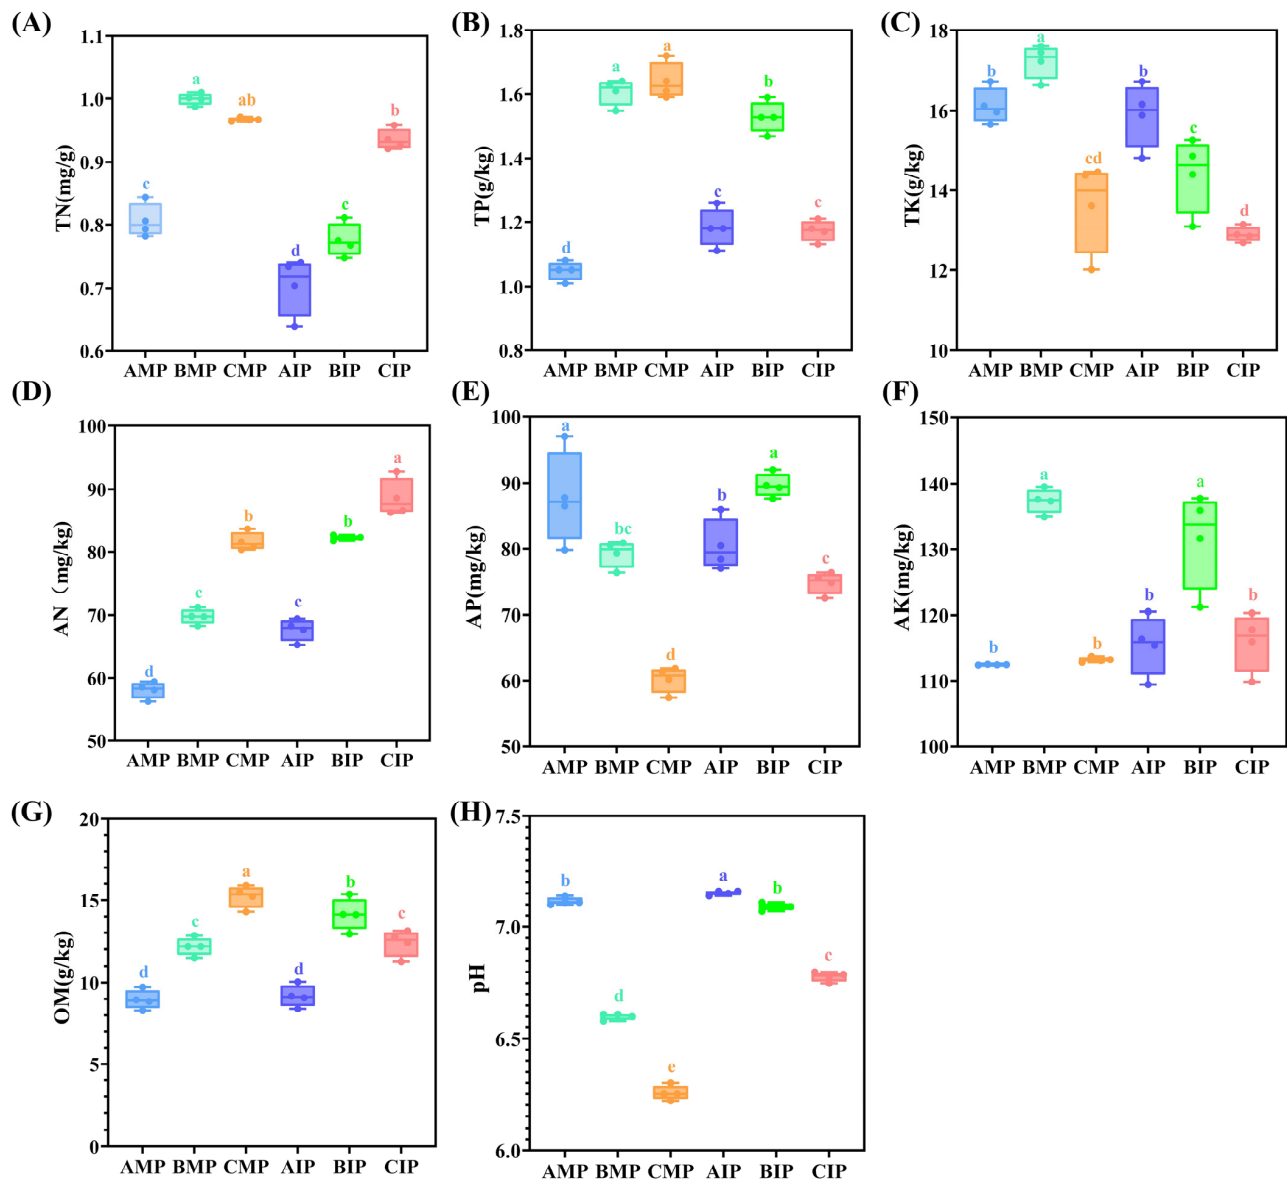 (A)
TN(mg/g)
1.1
1.0
0.9
0.8
0.7
0.6
c
a
ab
d
c
b
AMP BMP CMP AIP BIP CIP
(B)
TP(g/kg)
1.8
1.6
1.4
1.2
1.0
0.8
d
a
a
c
b
c
AMP BMP CMP AIP BIP CIP
(C)
TK(g/kg)
18
16
14
12
10
b
a
cd
b
c
d
AMP BMP CMP AIP BIP CIP
(D)
AN（mg/kg)
100
90
80
70
60
50
d
c
b
c
b
a
AMP BMP CMP AIP BIP CIP
(E)
AP(mg/kg)
100
90
80
70
60
50
a
bc
d
b
a
c
AMP BMP CMP AIP BIP CIP
(F)
AK(mg/kg)
150
140
130
120
110
100
b
a
b
b
a
b
AMP BMP CMP AIP BIP CIP
(G)
OM(g/kg)
20
15
10
5
0
d
c
a
d
b
c
AMP BMP CMP AIP BIP CIP
(H)
pH
7.5
7.0
6.5
6.0
b
d
e
a
b
c
AMP BMP CMP AIP BIP CIP